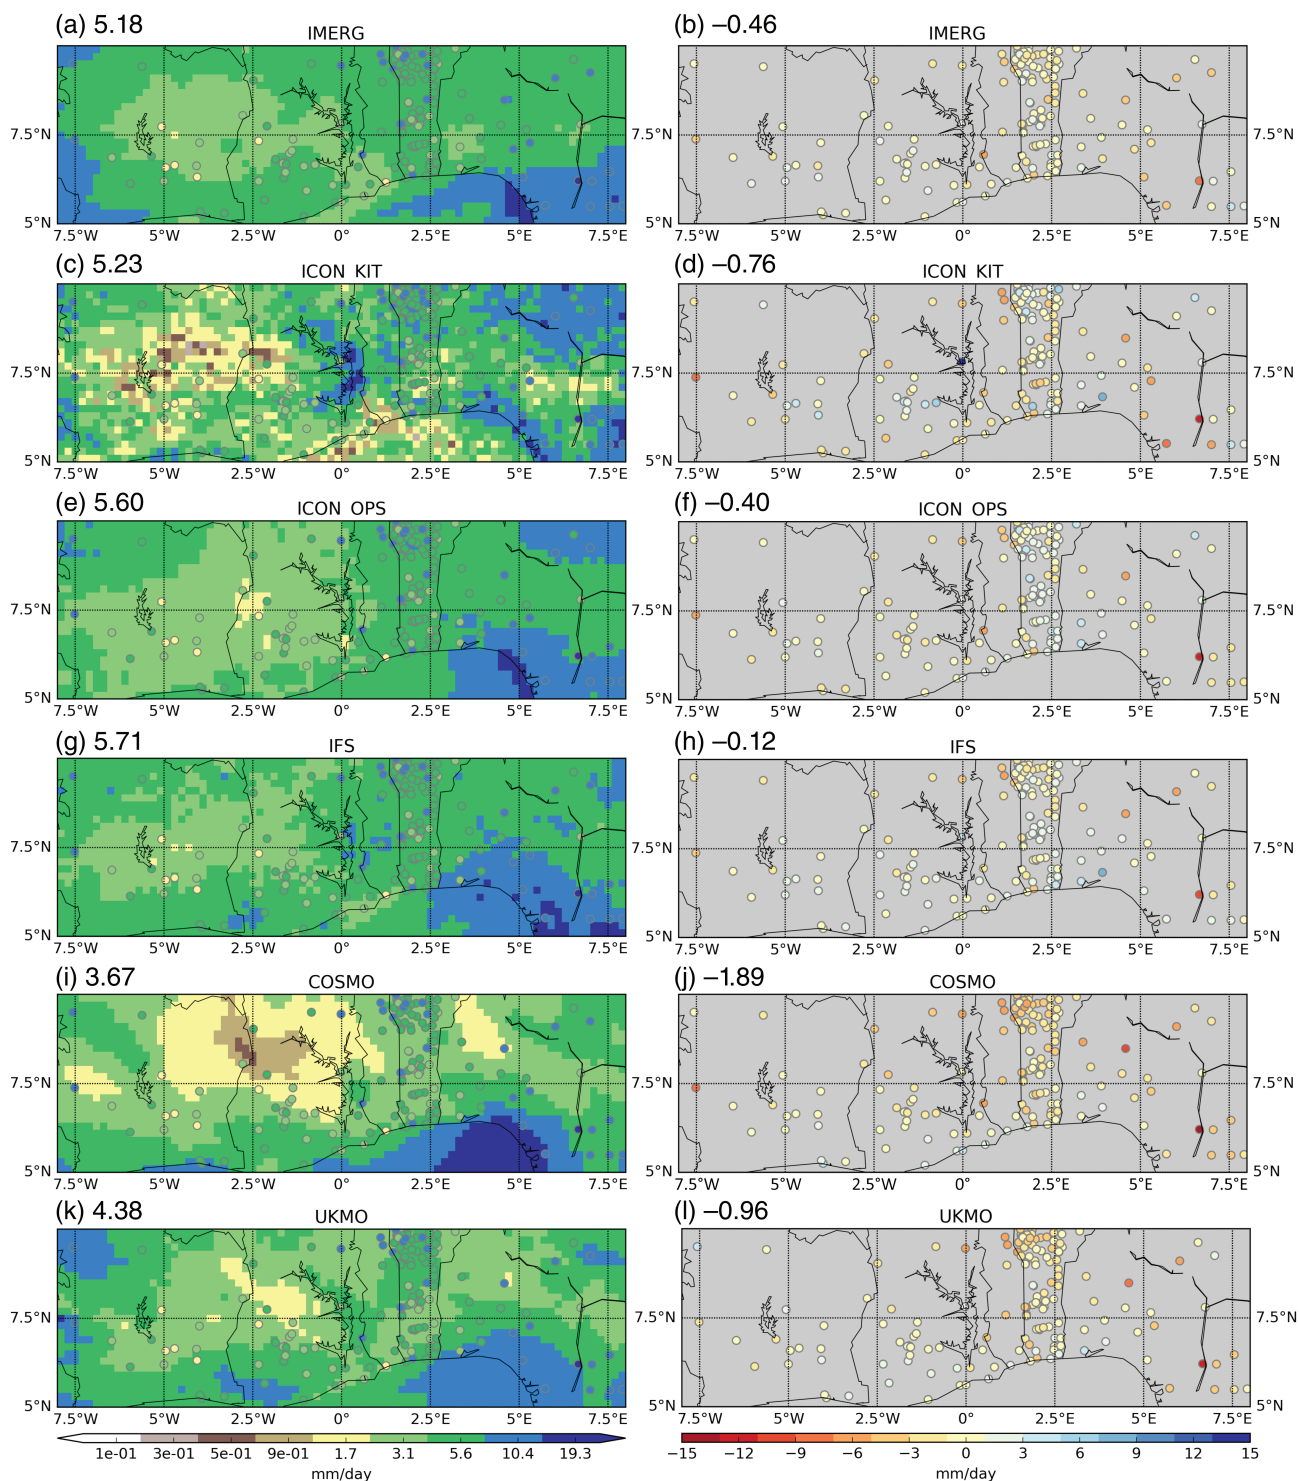 (a) 5.18
IMERG
(b) –0.46
IMERG
7.5°N
5°N
7.5°W 5°W 2.5°W 0° 2.5°E 5°E 7.5°E
7.5°N
5°N
7.5°W 5°W 2.5°W 0° 2.5°E 5°E 7.5°E
(c) 5.23
ICON KIT
(d) –0.76
ICON KIT
7.5°N
5°N
7.5°W 5°W 2.5°W 0° 2.5°E 5°E 7.5°E
7.5°N
5°N
7.5°W 5°W 2.5°W 0° 2.5°E 5°E 7.5°E
(e) 5.60
ICON OPS
(f) –0.40
ICON OPS
7.5°N
5°N
7.5°W 5°W 2.5°W 0° 2.5°E 5°E 7.5°E
7.5°N
5°N
7.5°W 5°W 2.5°W 0° 2.5°E 5°E 7.5°E
(g) 5.71
IFS
(h) –0.12
IFS
7.5°N
5°N
7.5°W 5°W 2.5°W 0° 2.5°E 5°E 7.5°E
7.5°N
5°N
7.5°W 5°W 2.5°W 0° 2.5°E 5°E 7.5°E
(i) 3.67
COSMO
(j) –1.89
COSMO
7.5°N
5°N
7.5°W 5°W 2.5°W 0° 2.5°E 5°E 7.5°E
7.5°N
5°N
7.5°W 5°W 2.5°W 0° 2.5°E 5°E 7.5°E
(k) 4.38
UKMO
(l) –0.96
UKMO
7.5°N
5°N
7.5°W 5°W 2.5°W 0° 2.5°E 5°E 7.5°E
7.5°N
5°N
7.5°W 5°W 2.5°W 0° 2.5°E 5°E 7.5°E
1e-01 3e-01 5e-01 9e-01 1.7 3.1 5.6 10.4 19.3
mm/day
−15 −12 −9 −6 −3 0 3 6 9 12 15
mm/day